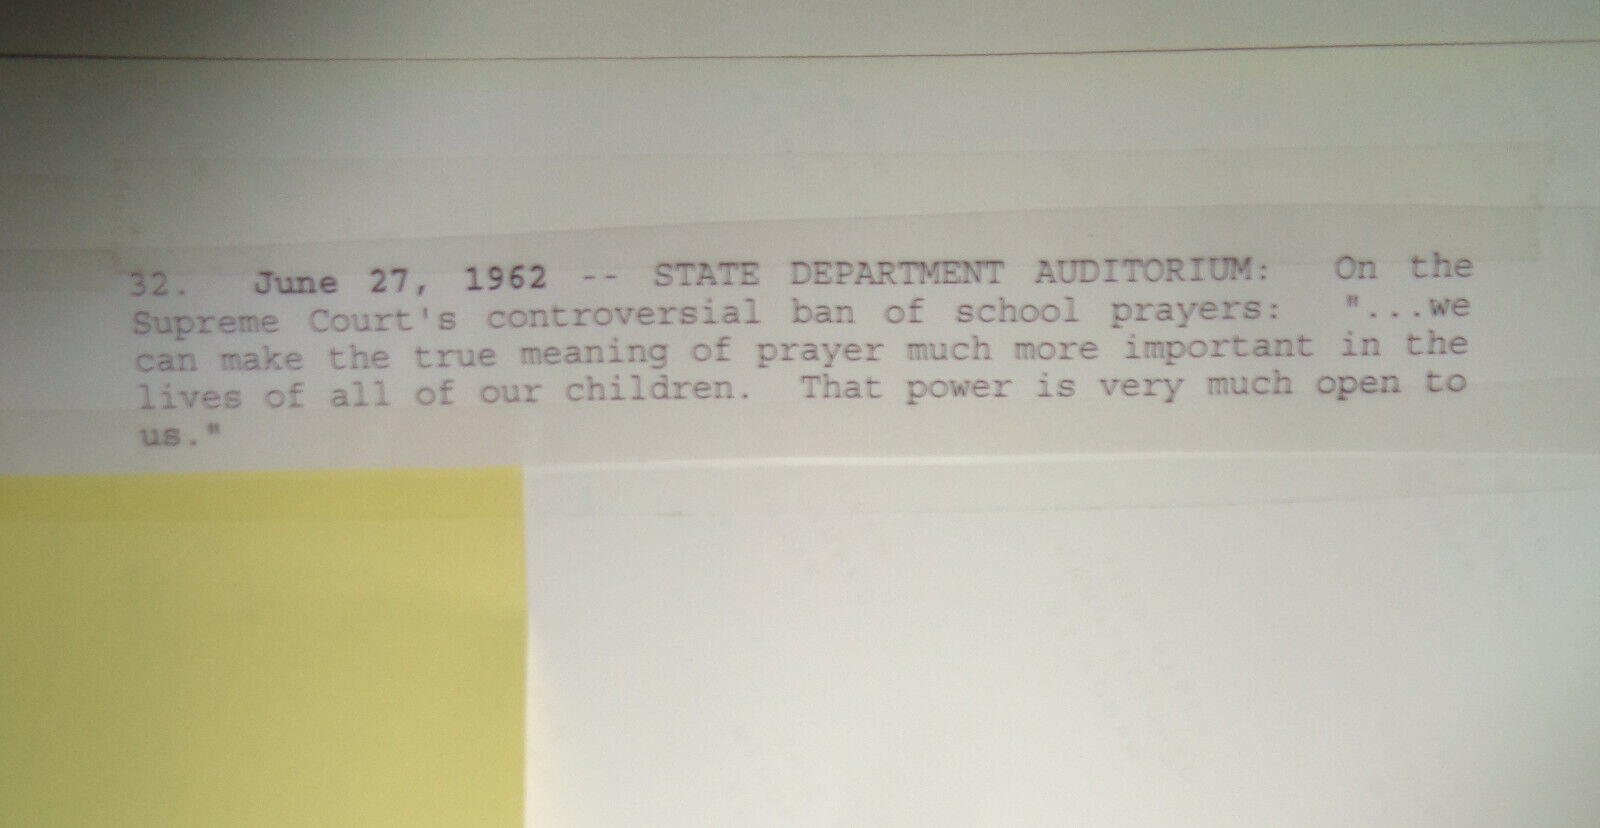 32. June 27, 1962 -- STATE DEPARTMENT AUDITORIUM: On the
Supreme Court's controversial ban of school prayers: "...we
can make the true meaning of prayer much more important in the
lives of all of our children. That power is very much open to
us."